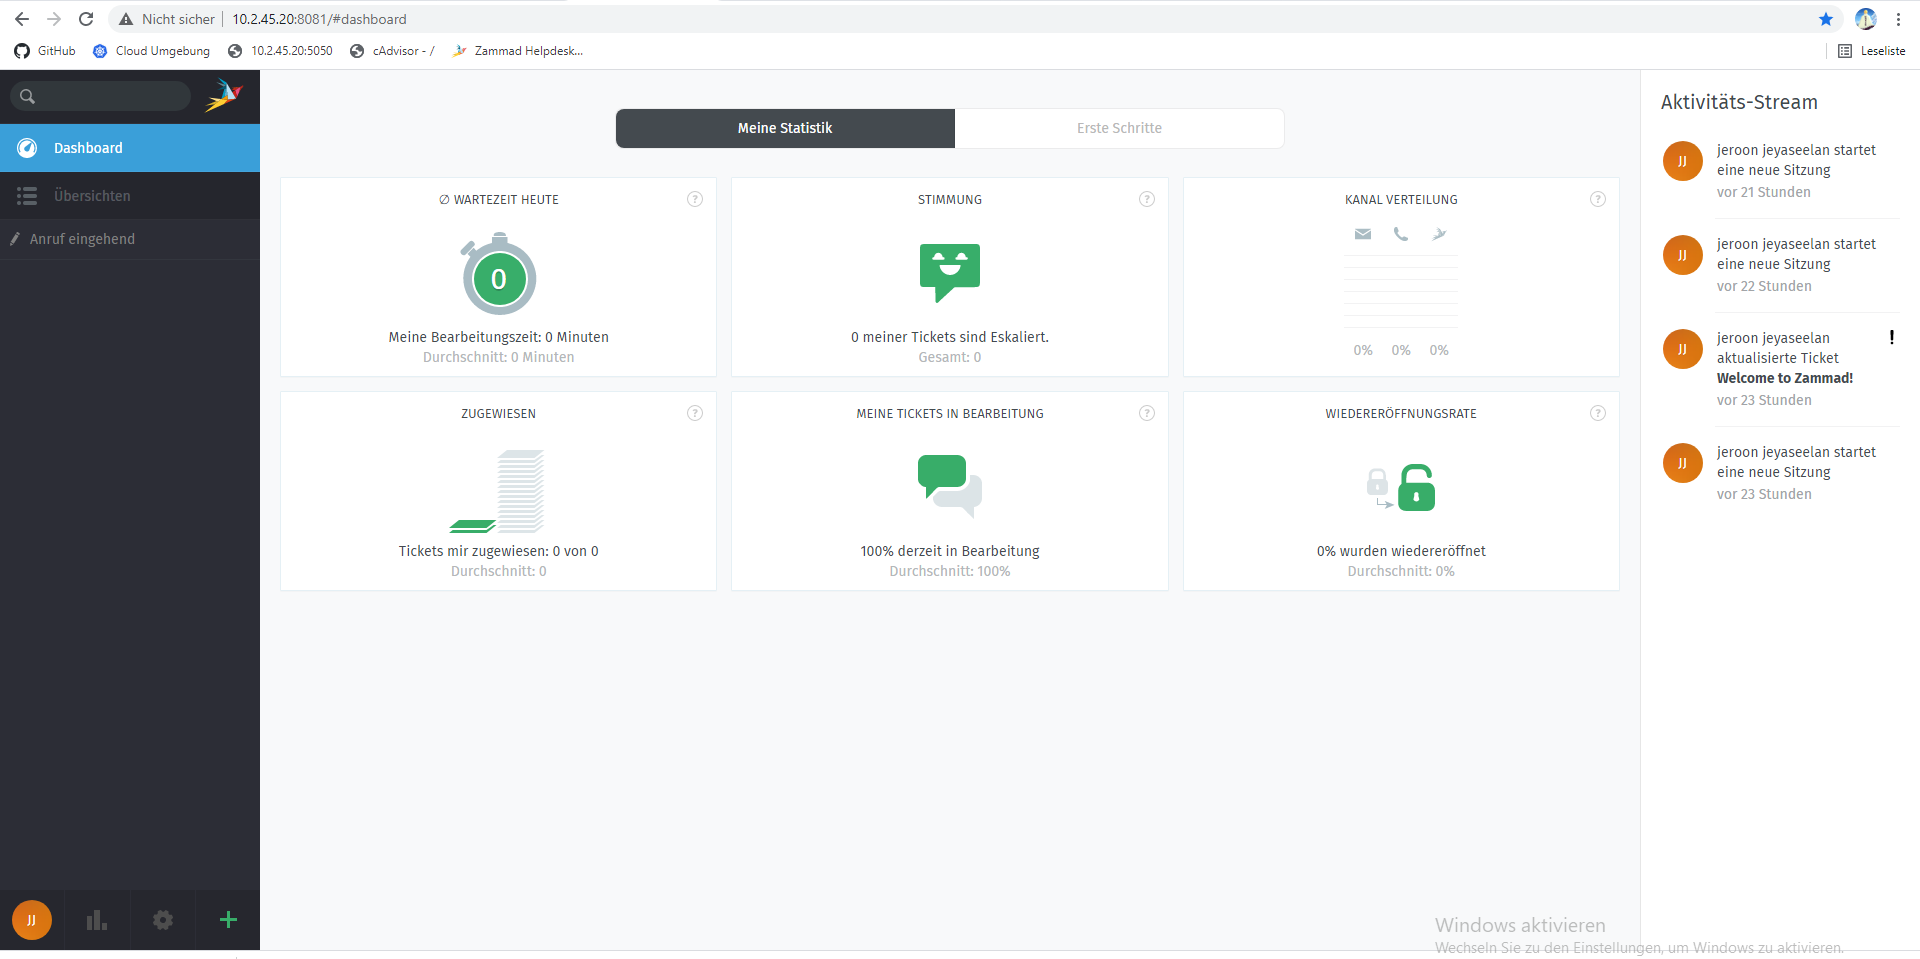 Nicht sicher
10.2.45.20:8081/#dashboard
GitHub
Cloud Umgebung
10.2.45.20:5050
cAdvisor - /
Zammad Helpdesk...
Leseliste
Dashboard
Übersichten
Anruf eingehend
Meine Statistik
Erste Schritte
∅ WARTEZEIT HEUTE
?
0
Meine Bearbeitungszeit: 0 Minuten
Durchschnitt: 0 Minuten
STIMMUNG
?
0 meiner Tickets sind Eskaliert.
Gesamt: 0
KANAL VERTEILUNG
?
0% 0% 0%
ZUGEWIESEN
?
Tickets mir zugewiesen: 0 von 0
Durchschnitt: 0
MEINE TICKETS IN BEARBEITUNG
?
100% derzeit in Bearbeitung
Durchschnitt: 100%
WIEDERERÖFFNUNGSRATE
?
0% wurden wiedereröffnet
Durchschnitt: 0%
Aktivitäts-Stream
JJ
jeroon jeyaseelan startet
eine neue Sitzung
vor 21 Stunden
JJ
jeroon jeyaseelan startet
eine neue Sitzung
vor 22 Stunden
JJ
jeroon jeyaseelan
!
aktualisierte Ticket
Welcome to Zammad!
vor 23 Stunden
JJ
jeroon jeyaseelan startet
eine neue Sitzung
vor 23 Stunden
JJ
Windows aktivieren
Wechseln Sie zu den Einstellungen, um Windows zu aktivieren.